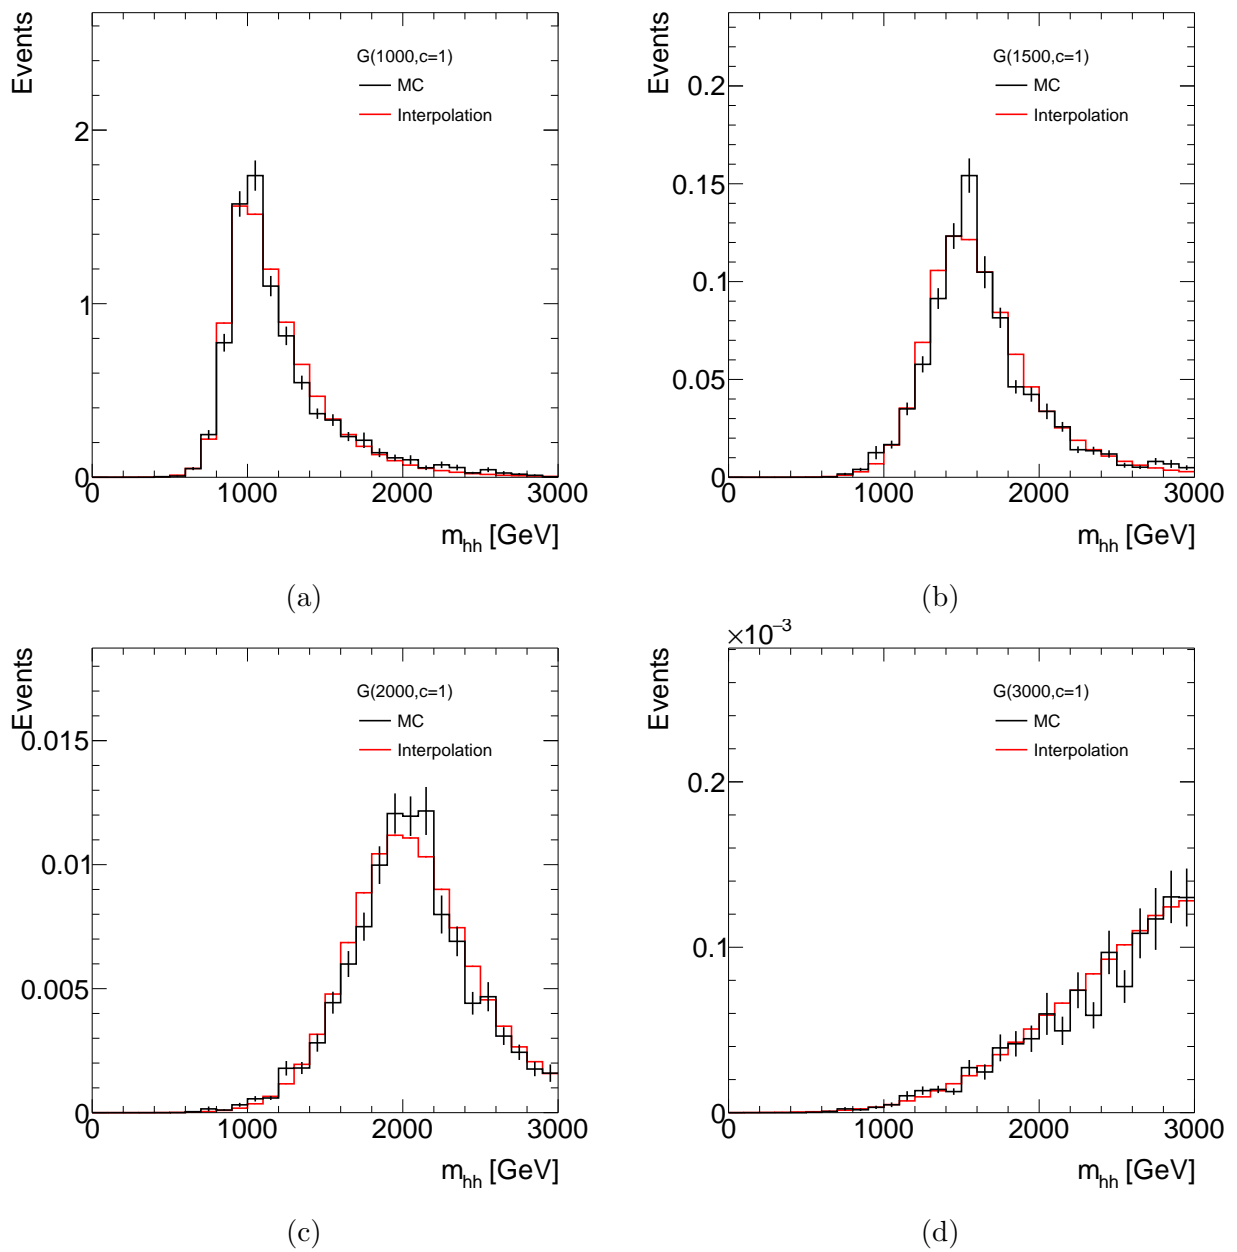 Events
G(1000,c=1)
MC
Interpolation
2
1
0
0 1000 2000 3000
m_hh [GeV]
(a)
Events
G(1500,c=1)
MC
Interpolation
0.2
0.15
0.1
0.05
0
0 1000 2000 3000
m_hh [GeV]
(b)
Events
G(2000,c=1)
MC
Interpolation
0.015
0.01
0.005
0
0 1000 2000 3000
m_hh [GeV]
(c)
×10⁻³
Events
G(3000,c=1)
MC
Interpolation
0.2
0.1
0
0 1000 2000 3000
m_hh [GeV]
(d)